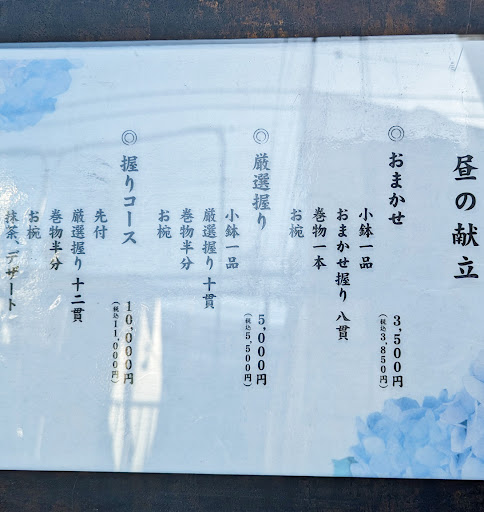 昼の献立
◎おまかせ
3,500円
(税込3,850円)
小鉢一品
おまかせ握り 八貫
巻物一本
お椀
◎厳選握り
5,000円
(税込5,500円)
小鉢一品
厳選握り十貫
巻物半分
お椀
◎握りコース
10,000円
(税込11,000円)
先付
厳選握り十二貫
巻物半分
お椀
抹茶、デザート